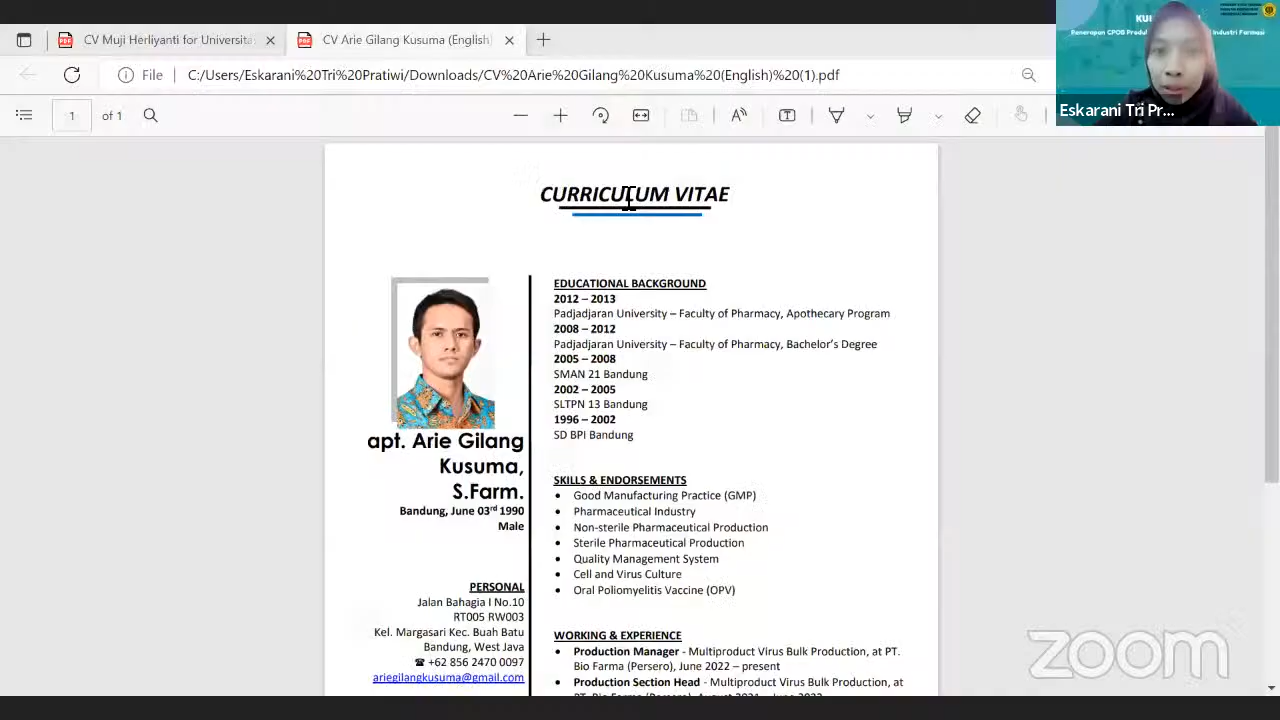 CV Muji Herliyanti for Universita
CV Arie Gilang Kusuma (English)
File
C:/Users/Eskarani%20Tri%20Pratiwi/Downloads/CV%20Arie%20Gilang%20Kusuma%20(English)%20(1).pdf
1 of 1
Penerapan CPOB Produ
Industri Farmasi
Eskarani Tri Pr...
CURRICULUM VITAE
apt. Arie Gilang
Kusuma,
S.Farm.
Bandung, June 03rd 1990
Male
PERSONAL
Jalan Bahagia I No.10
RT005 RW003
Kel. Margasari Kec. Buah Batu
Bandung, West Java
☎ +62 856 2470 0097
ariegilangkusuma@gmail.com
EDUCATIONAL BACKGROUND
2012 – 2013
Padjadjaran University – Faculty of Pharmacy, Apothecary Program
2008 – 2012
Padjadjaran University – Faculty of Pharmacy, Bachelor's Degree
2005 – 2008
SMAN 21 Bandung
2002 – 2005
SLTPN 13 Bandung
1996 – 2002
SD BPI Bandung
SKILLS & ENDORSEMENTS
• Good Manufacturing Practice (GMP)
• Pharmaceutical Industry
• Non-sterile Pharmaceutical Production
• Sterile Pharmaceutical Production
• Quality Management System
• Cell and Virus Culture
• Oral Poliomyelitis Vaccine (OPV)
WORKING & EXPERIENCE
• Production Manager - Multiproduct Virus Bulk Production, at PT.
Bio Farma (Persero), June 2022 – present
• Production Section Head - Multiproduct Virus Bulk Production, at
zoom